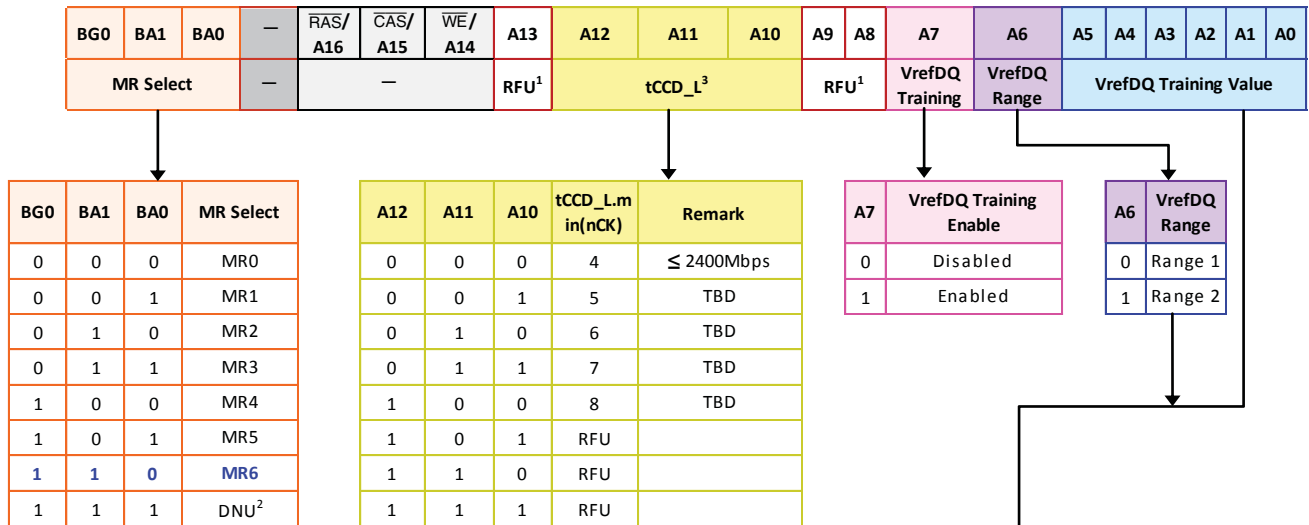 BG0 BA1 BA0 — RAS/ A16 CAS/ A15 WE/ A14 A13 A12 A11 A10 A9 A8 A7 A6 A5 A4 A3 A2 A1 A0
MR Select — — RFU1 tCCD_L3 RFU1 VrefDQ Training VrefDQ Range VrefDQ Training Value
BG0 BA1 BA0 MR Select
0 0 0 MR0
0 0 1 MR1
0 1 0 MR2
0 1 1 MR3
1 0 0 MR4
1 0 1 MR5
1 1 0 MR6
1 1 1 DNU2
A12 A11 A10 tCCD_L.m in(nCK) Remark
0 0 0 4 ≤ 2400Mbps
0 0 1 5 TBD
0 1 0 6 TBD
0 1 1 7 TBD
1 0 0 8 TBD
1 0 1 RFU
1 1 0 RFU
1 1 1 RFU
A7 VrefDQ Training Enable
0 Disabled
1 Enabled
A6 VrefDQ Range
0 Range 1
1 Range 2